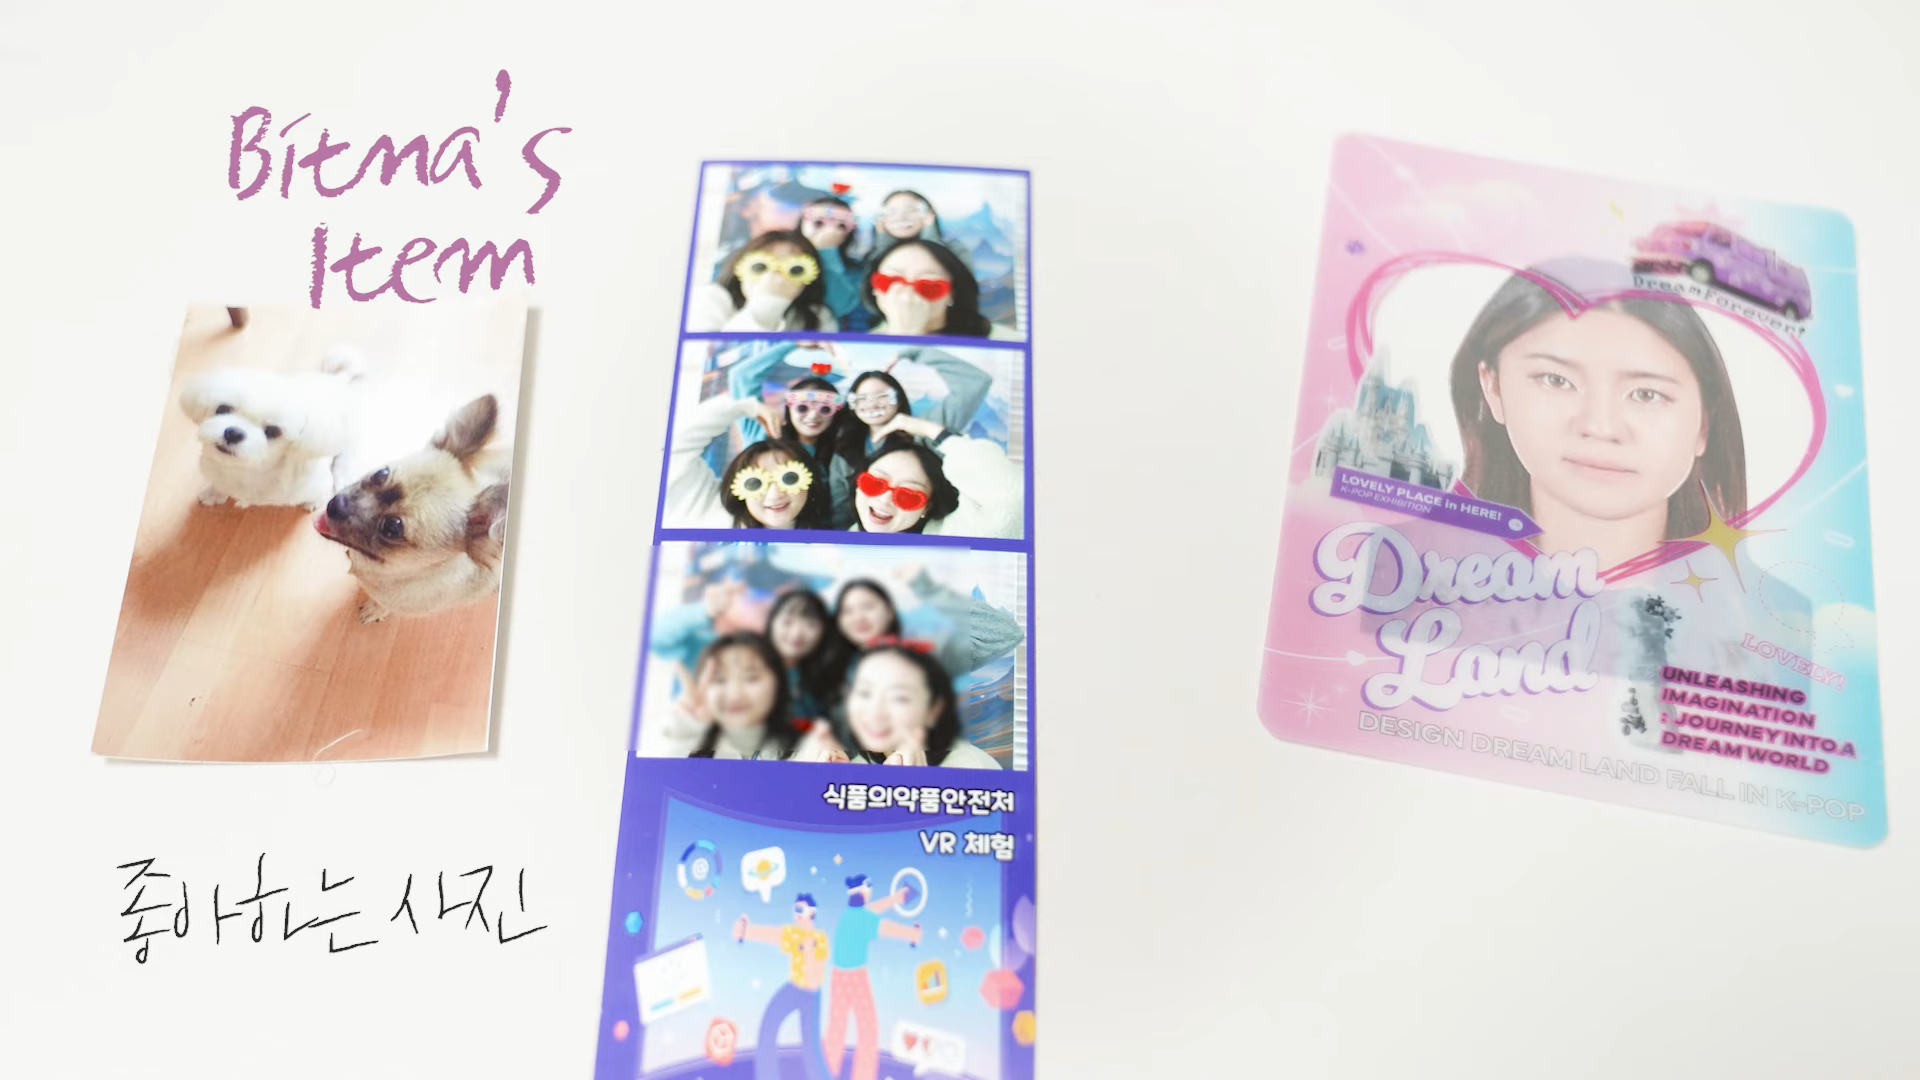 Bitna's
Item
좋아하는 사진
식품의약품안전처
VR 체험
DreamForever!
LOVELY PLACE in HERE!
K-POP EXHIBITION
Dream
Land
LOVELY!
UNLEASHING
IMAGINATION
: JOURNEY INTO A
DREAM WORLD
DESIGN DREAM LAND FALL IN K-POP